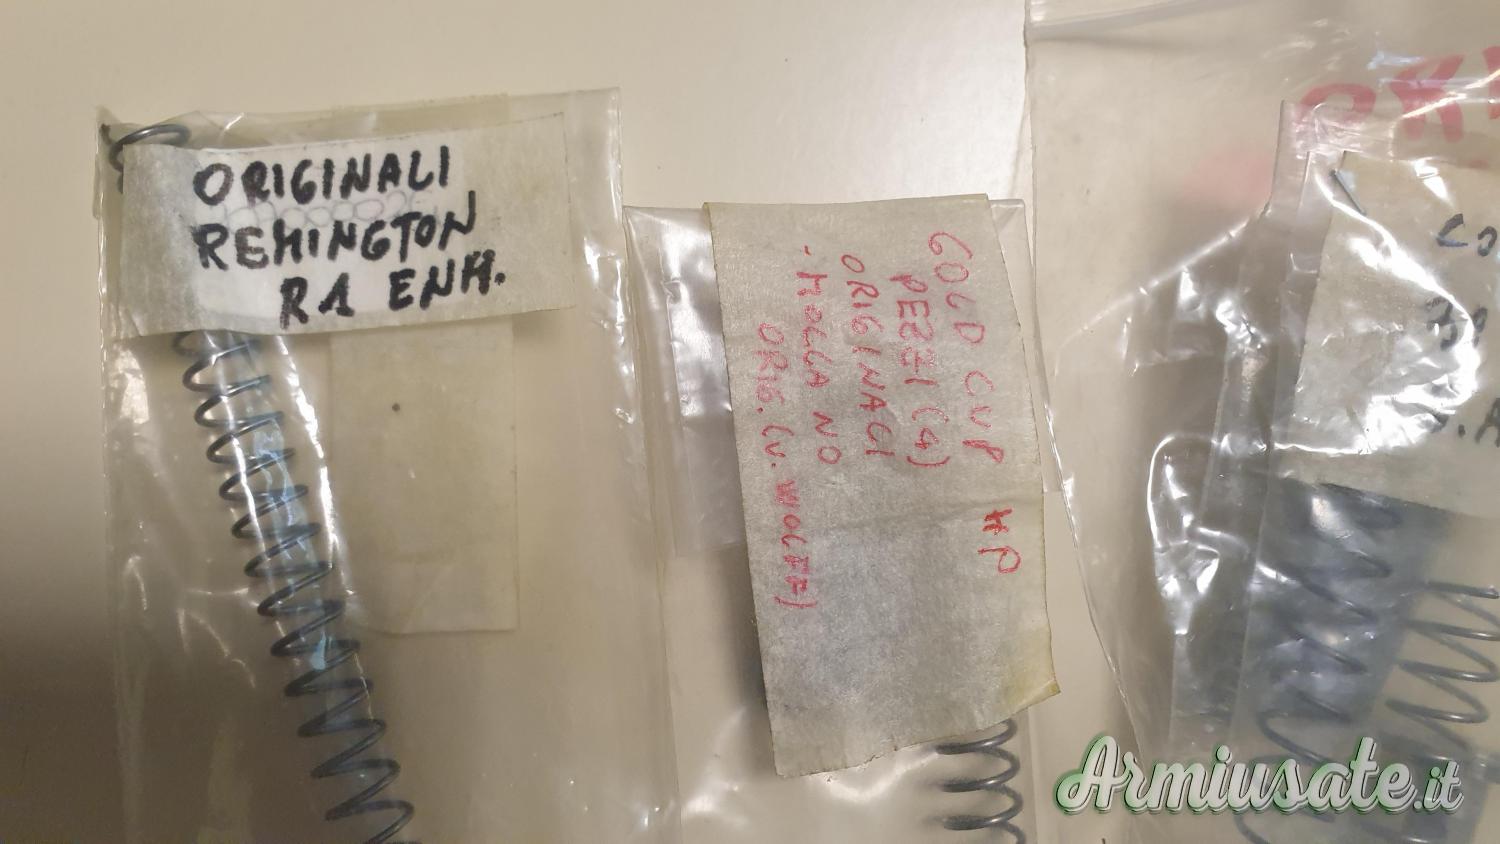 ORIGINALI
REMINGTON
R1 ENH.
GOLD CUP HP
PEZZI (4)
ORIGINALI
- MOLLA NO
ORIG. (v. WOLFF)
Armiusate.it